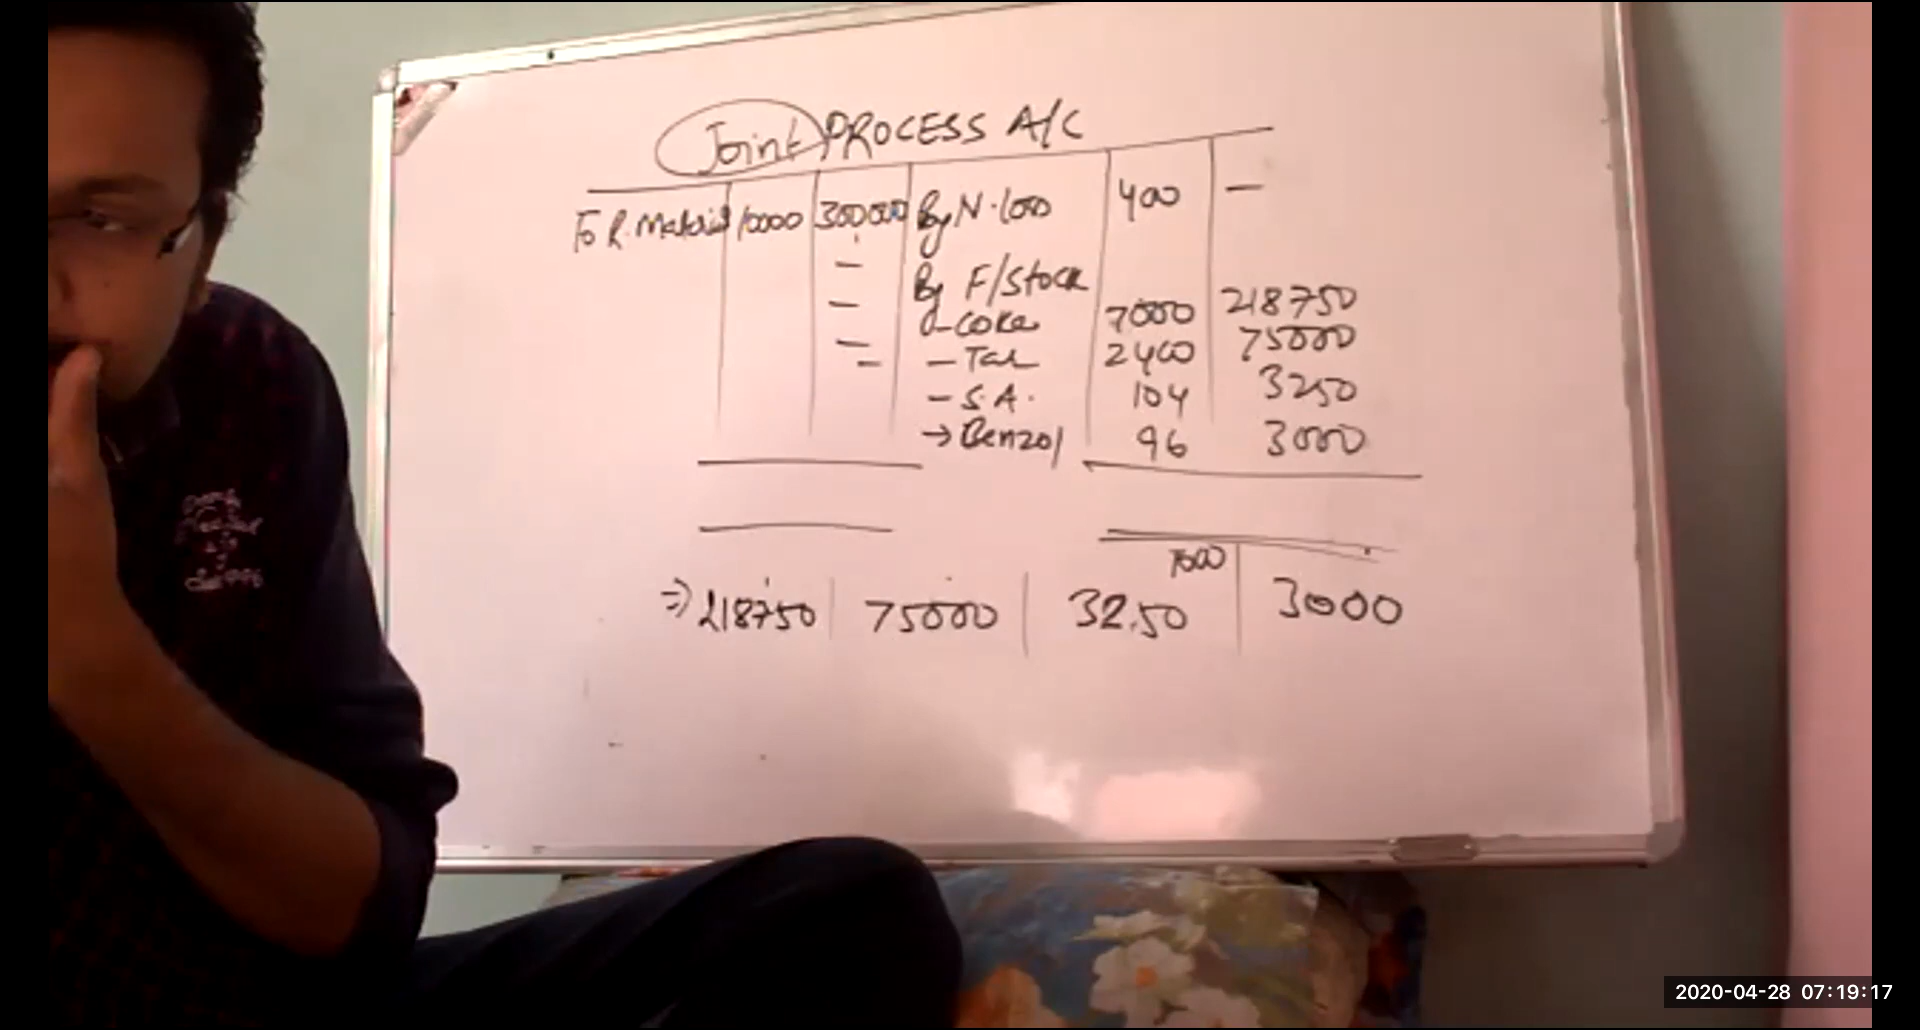 Joint PROCESS A/C
To R. Material 10000 300000 By N. loss 400 —
By F/Stock
- Coke 7000 218750
- Tar 2400 75000
- S.A. 104 3250
→ Benzol 96 3000
1500
⇒ 218750 | 75000 | 32.50 | 3000
2020-04-28 07:19:17